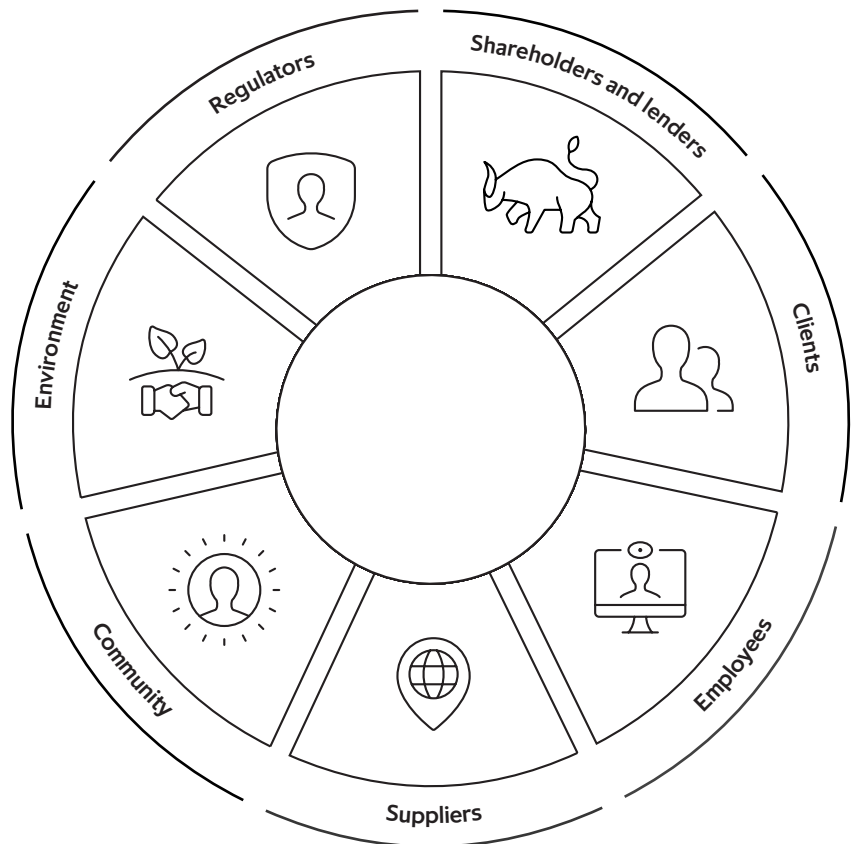 Shareholders and lenders
Clients
Employees
Suppliers
Community
Environment
Regulators